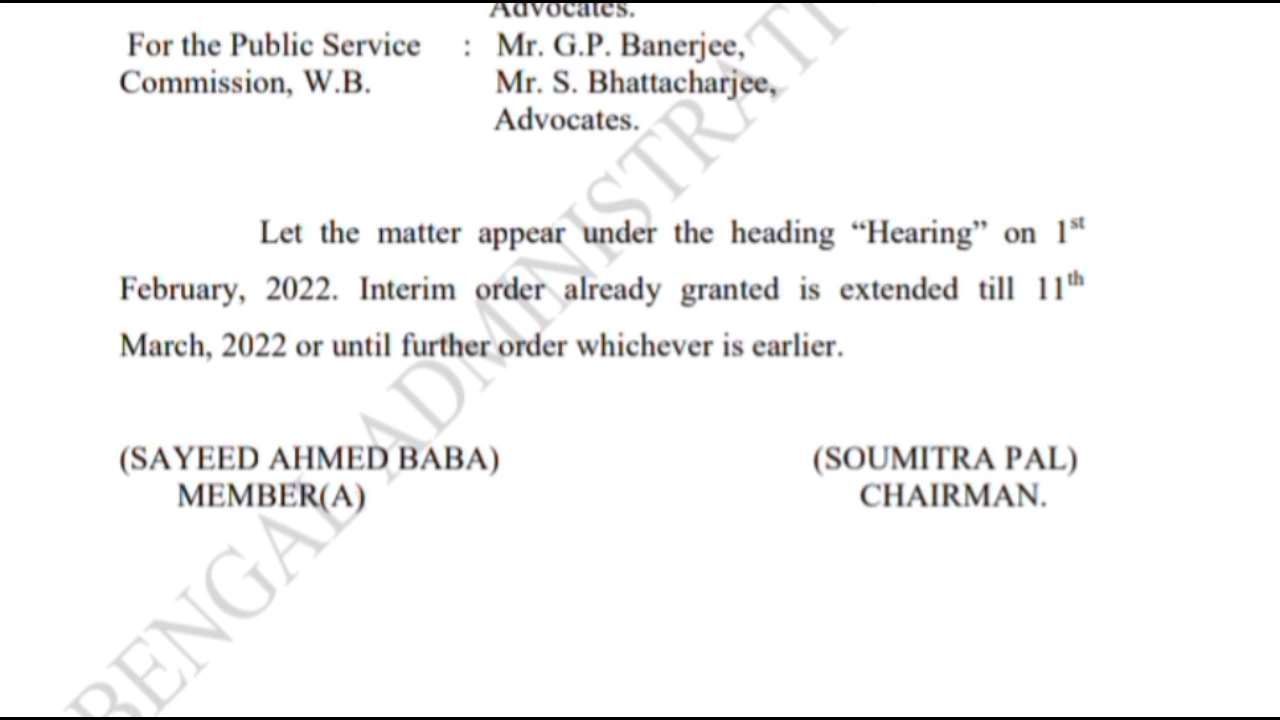 Advocates.
For the Public Service : Mr. G.P. Banerjee,
Commission, W.B. Mr. S. Bhattacharjee,
Advocates.
Let the matter appear under the heading “Hearing” on 1st
February, 2022. Interim order already granted is extended till 11th
March, 2022 or until further order whichever is earlier.
(SAYEED AHMED BABA) (SOUMITRA PAL)
MEMBER(A) CHAIRMAN.
BENGAL ADMINISTRATI